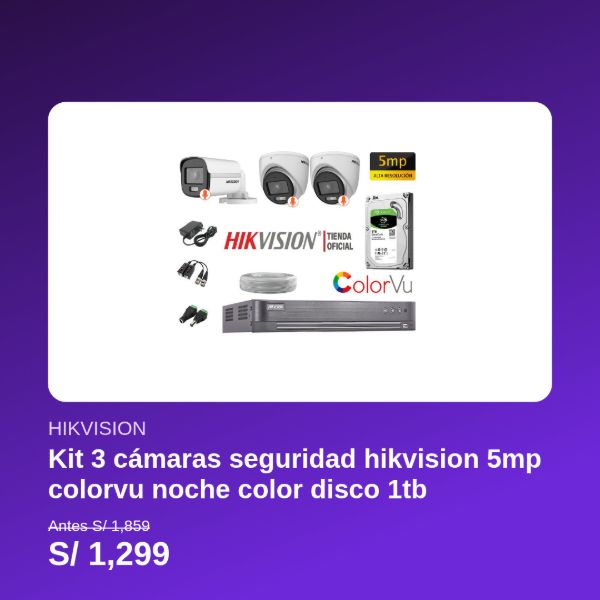 5mp
ALTA RESOLUCIÓN
HIKVISION® TIENDA OFICIAL
ColorVu
HIKVISION
Kit 3 cámaras seguridad hikvision 5mp
colorvu noche color disco 1tb
Antes S/ 1,859
S/ 1,299